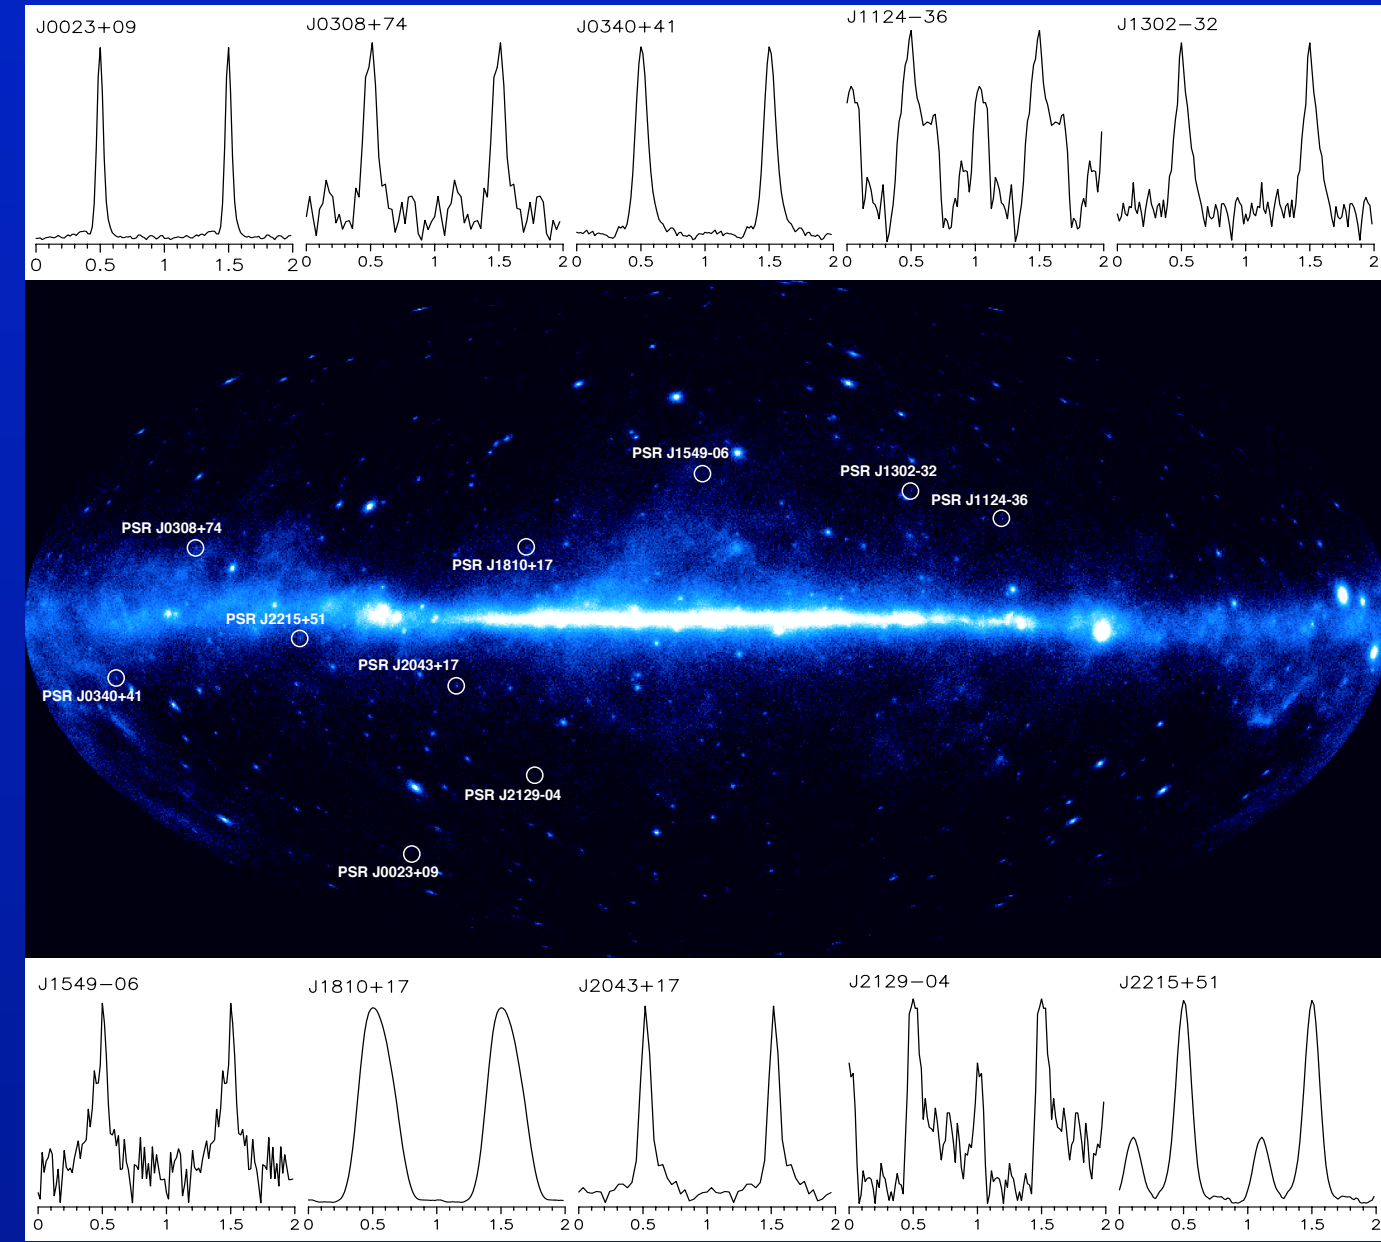 J0023+09
J0308+74
J0340+41
J1124−36
J1302−32
0 0.5 1 1.5 2
0 0.5 1 1.5 2
0 0.5 1 1.5 2
0 0.5 1 1.5 2
0 0.5 1 1.5 2
PSR J1549-06
PSR J1302-32
PSR J1124-36
PSR J0308+74
PSR J1810+17
PSR J2215+51
PSR J2043+17
PSR J0340+41
PSR J2129-04
PSR J0023+09
J1549−06
J1810+17
J2043+17
J2129−04
J2215+51
0 0.5 1 1.5 2
0 0.5 1 1.5 2
0 0.5 1 1.5 2
0 0.5 1 1.5 2
0 0.5 1 1.5 2